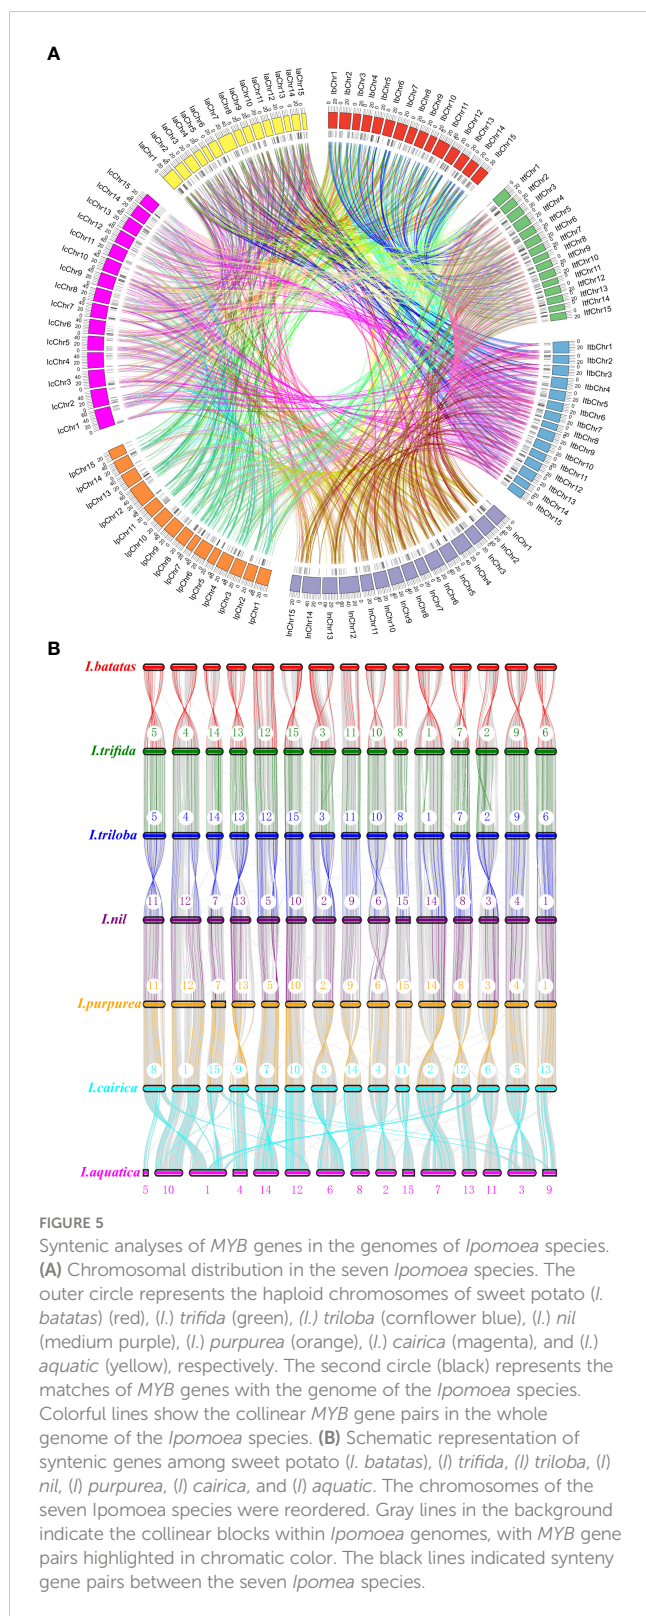 A
IbChr1
IbChr2
IbChr3
IbChr4
IbChr5
IbChr6
IbChr7
IbChr8
IbChr9
IbChr10
IbChr11
IbChr12
IbChr13
IbChr14
IbChr15
ItfChr1
ItfChr2
ItfChr3
ItfChr4
ItfChr5
ItfChr6
ItfChr7
ItfChr8
ItfChr9
ItfChr10
ItfChr11
ItfChr12
ItfChr13
ItfChr14
ItfChr15
ItbChr1
ItbChr2
ItbChr3
ItbChr4
ItbChr5
ItbChr6
ItbChr7
ItbChr8
ItbChr9
ItbChr10
ItbChr11
ItbChr12
ItbChr13
ItbChr14
ItbChr15
InChr1
InChr2
InChr3
InChr4
InChr5
InChr6
InChr7
InChr8
InChr9
InChr10
InChr11
InChr12
InChr13
InChr14
InChr15
IpChr1
IpChr2
IpChr3
IpChr4
IpChr5
IpChr6
IpChr7
IpChr8
IpChr9
IpChr10
IpChr11
IpChr12
IpChr13
IpChr14
IpChr15
IcChr1
IcChr2
IcChr3
IcChr4
IcChr5
IcChr6
IcChr7
IcChr8
IcChr9
IcChr10
IcChr11
IcChr12
IcChr13
IcChr14
IcChr15
IaChr1
IaChr2
IaChr3
IaChr4
IaChr5
IaChr6
IaChr7
IaChr8
IaChr9
IaChr10
IaChr11
IaChr12
IaChr13
IaChr14
IaChr15
B
I.batatas
5 4 14 13 12 15 3 11 10 8 1 7 2 9 6
I.trifida
5 4 14 13 12 15 3 11 10 8 1 7 2 9 6
I.triloba
11 12 7 13 5 10 2 9 6 15 14 8 3 4 1
I.nil
11 12 7 13 5 10 2 9 6 15 14 8 3 4 1
I.purpurea
8 1 15 9 7 10 3 14 4 11 2 12 6 5 13
I.cairica
I.aquatica
5 10 1 4 14 12 6 8 2 15 7 13 11 3 9
FIGURE 5
Syntenic analyses of MYB genes in the genomes of Ipomoea species.
(A) Chromosomal distribution in the seven Ipomoea species. The
outer circle represents the haploid chromosomes of sweet potato (I.
batatas) (red), (I.) trifida (green), (I.) triloba (cornflower blue), (I.) nil
(medium purple), (I.) purpurea (orange), (I.) cairica (magenta), and (I.)
aquatic (yellow), respectively. The second circle (black) represents the
matches of MYB genes with the genome of the Ipomoea species.
Colorful lines show the collinear MYB gene pairs in the whole
genome of the Ipomoea species. (B) Schematic representation of
syntenic genes among sweet potato (I. batatas), (I) trifida, (I) triloba, (I)
nil, (I) purpurea, (I) cairica, and (I) aquatic. The chromosomes of the
seven Ipomoea species were reordered. Gray lines in the background
indicate the collinear blocks within Ipomoea genomes, with MYB gene
pairs highlighted in chromatic color. The black lines indicated synteny
gene pairs between the seven Ipomea species.